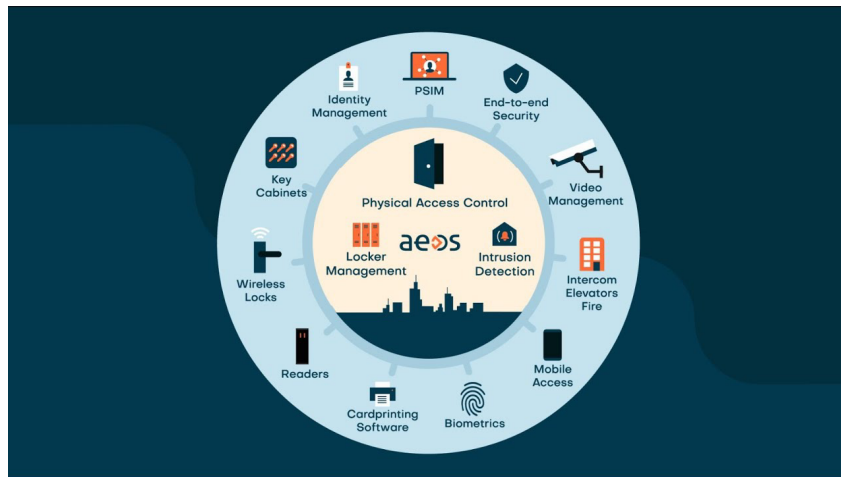 PSIM
End-to-end
Security
Video
Management
Intercom
Elevators
Fire
Mobile
Access
Biometrics
Cardprinting
Software
Readers
Wireless
Locks
Key
Cabinets
Identity
Management
Physical Access Control
Locker
Management
aeos
Intrusion
Detection